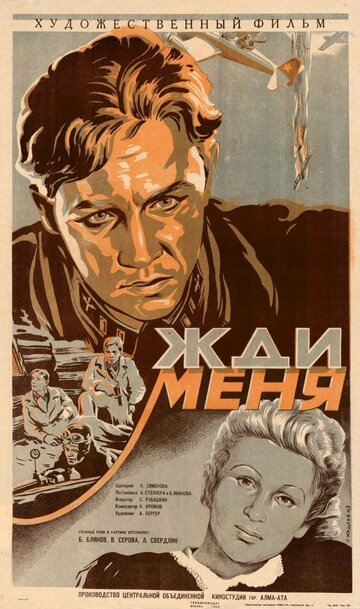 ХУДОЖЕСТВЕННЫЙ ФИЛЬМ
ЖДИ
МЕНЯ
Сценарий К. СИМОНОВА
Постановка А. СТОЛПЕРА и Б. ИВАНОВА
Оператор С. РУБАШКИН
Композитор Н. КРЮКОВ
Художник А. БЕРГЕР
ГЛАВНЫЕ РОЛИ В КАРТИНЕ ИСПОЛНЯЮТ:
Б. БЛИНОВ, В. СЕРОВА, Л. СВЕРДЛИН
ПРОИЗВОДСТВО ЦЕНТРАЛЬНОЙ ОБЪЕДИНЕННОЙ КИНОСТУДИИ ГОР. АЛМА-АТА